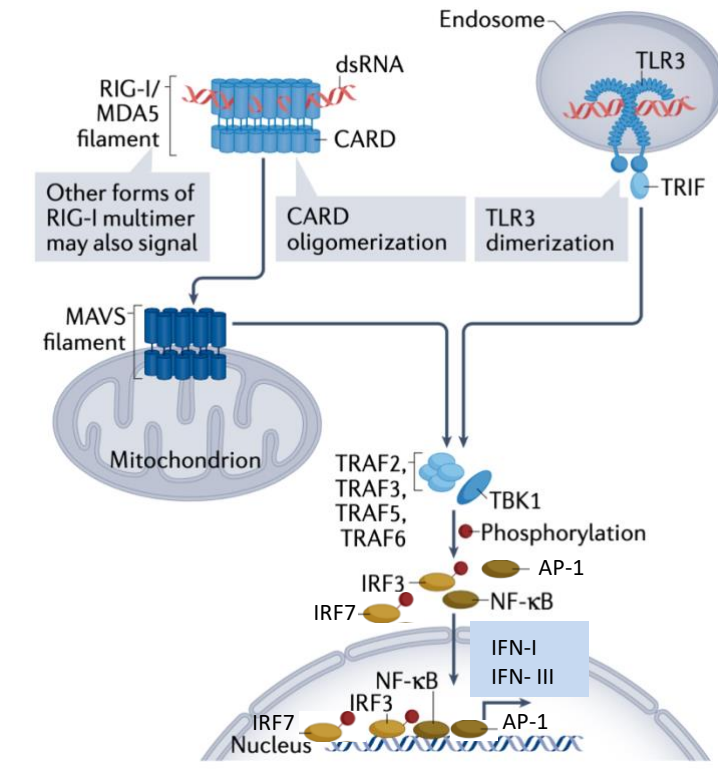 Endosome
TLR3
dsRNA
RIG-I/
MDA5
filament
CARD
TRIF
Other forms of
RIG-I multimer
may also signal
CARD
oligomerization
TLR3
dimerization
MAVS
filament
Mitochondrion
TRAF2,
TRAF3,
TRAF5,
TRAF6
TBK1
Phosphorylation
AP-1
IRF3
NF-κB
IRF7
IFN-I
IFN- III
NF-κB
IRF3
IRF7
AP-1
Nucleus